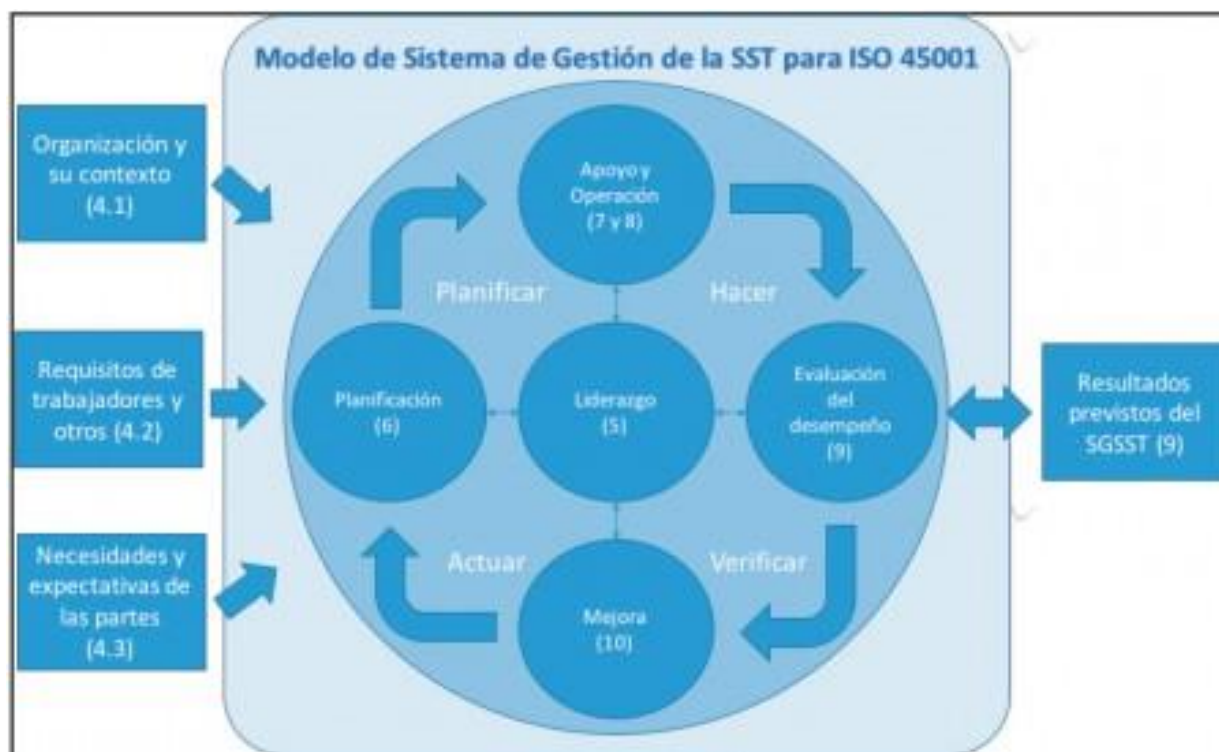 Modelo de Sistema de Gestión de la SST para ISO 45001
Organización y
su contexto
(4.1)
Requisitos de
trabajadores y
otros (4.2)
Necesidades y
expectativas de
las partes
(4.3)
Apoyo y
Operación
(7 y 8)
Planificar
Hacer
Planificación
(6)
Liderazgo
(5)
Evaluación
del
desempeño
(9)
Actuar
Verificar
Mejora
(10)
Resultados
previstos del
SGSST (9)